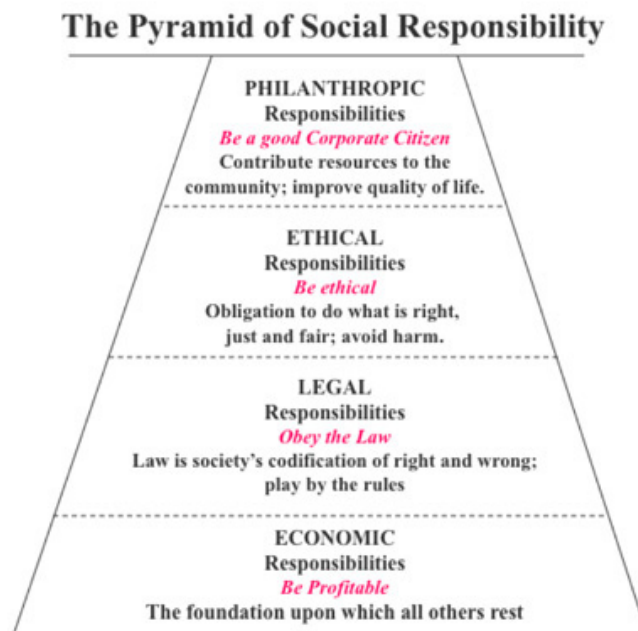 The Pyramid of Social Responsibility
PHILANTHROPIC
Responsibilities
Be a good Corporate Citizen
Contribute resources to the
community; improve quality of life.
ETHICAL
Responsibilities
Be ethical
Obligation to do what is right,
just and fair; avoid harm.
LEGAL
Responsibilities
Obey the Law
Law is society's codification of right and wrong;
play by the rules
ECONOMIC
Responsibilities
Be Profitable
The foundation upon which all others rest